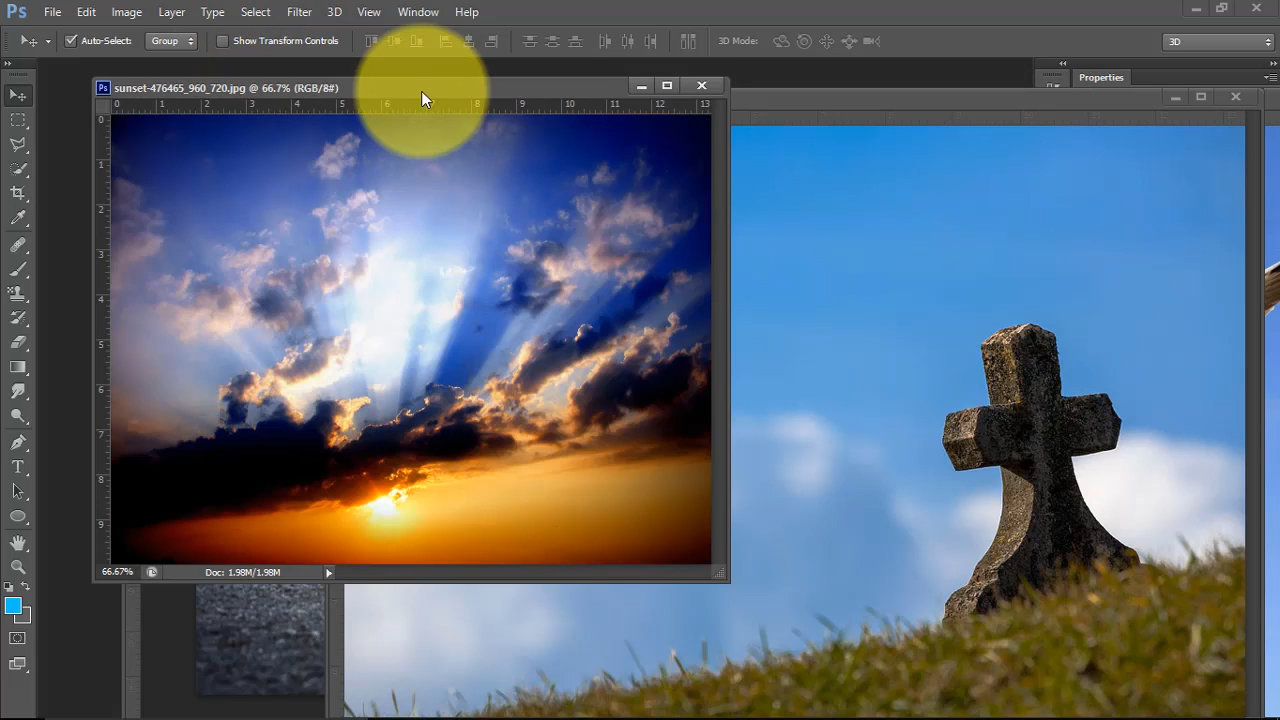 Ps File Edit Image Layer Type Select Filter 3D View Window Help
Auto-Select: Group Show Transform Controls 3D Mode: 3D
Properties
Ps sunset-476465_960_720.jpg @ 66.7% (RGB/8#)
0 1 2 3 4 5 6 7 8 9 10 11 12 13
0
1
2
3
4
5
6
7
8
9
T
66.67% Doc: 1.98M/1.98M